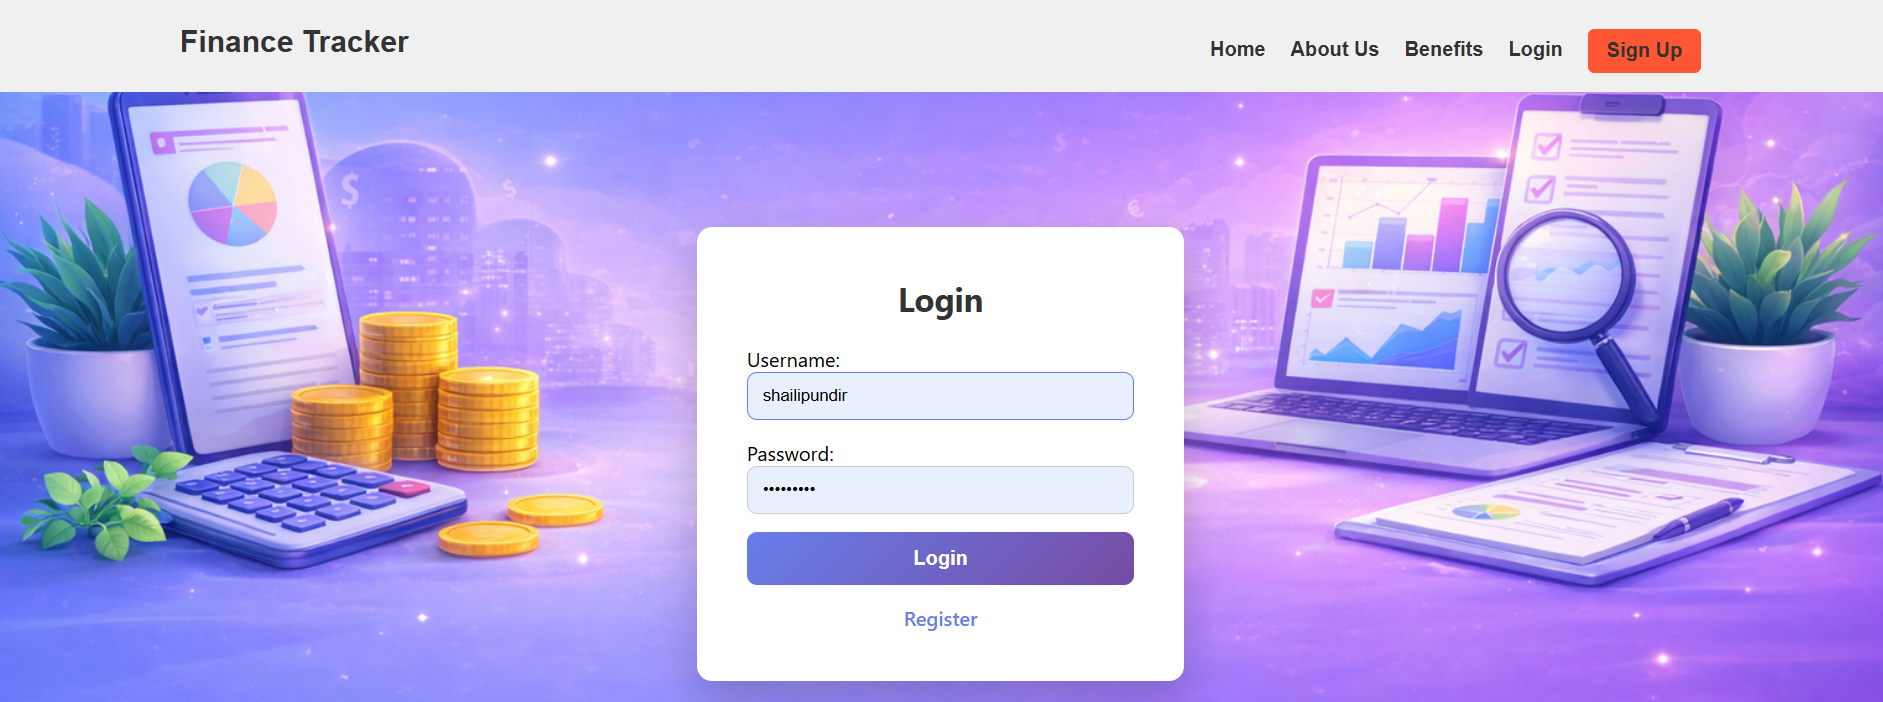 Finance Tracker
Home About Us Benefits Login Sign Up
Login
Username:
shailipundir
Password:
•••••••••
Login
Register